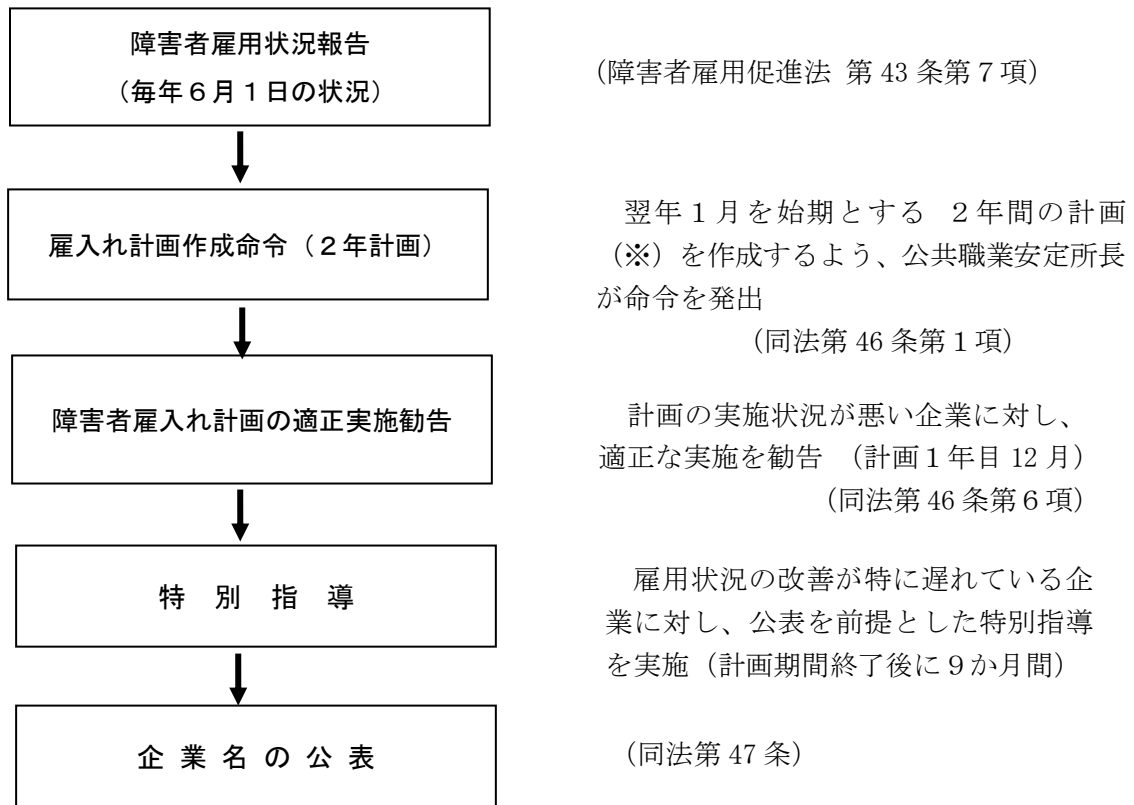 障害者雇用状況報告
（毎年６月１日の状況）
（障害者雇用促進法 第 43 条第７項）
雇入れ計画作成命令（２年計画）
翌年１月を始期とする ２年間の計画
（※）を作成するよう、公共職業安定所長
が命令を発出
（同法第 46 条第１項）
障害者雇入れ計画の適正実施勧告
計画の実施状況が悪い企業に対し、
適正な実施を勧告 （計画１年目 12 月）
（同法第 46 条第６項）
特 別 指 導
雇用状況の改善が特に遅れている企
業に対し、公表を前提とした特別指導
を実施（計画期間終了後に９か月間）
企 業 名 の 公 表
（同法第 47 条）